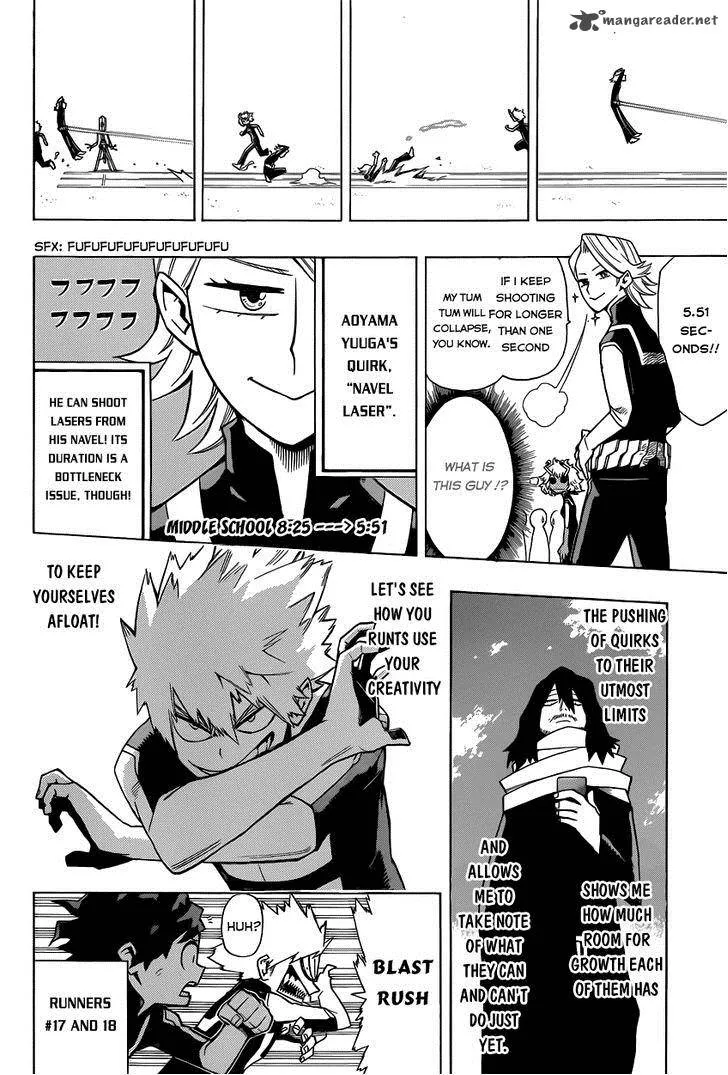 mangareader.net
5.51
SEC-
ONDS!!
IF I KEEP
SHOOTING
FOR LONGER
THAN ONE
SECOND
MY TUM
TUM WILL
COLLAPSE,
YOU KNOW.
WHAT IS
THIS GUY !?
SFX: FUFUFUFUFUFUFUFUFUFU
AOYAMA
YUUGA'S
QUIRK,
"NAVEL
LASER".
フフフフ
フフフフ
HE CAN SHOOT
LASERS FROM
HIS NAVEL! ITS
DURATION IS A
BOTTLENECK
ISSUE, THOUGH!
MIDDLE SCHOOL 8:25 ---> 5:51
THE PUSHING
OF QUIRKS
TO THEIR
UTMOST
LIMITS
SHOWS ME
HOW MUCH
ROOM FOR
GROWTH EACH
OF THEM HAS
AND
ALLOWS
ME TO
TAKE NOTE
OF WHAT
THEY CAN
AND CAN'T
DO JUST
YET.
LET'S SEE
HOW YOU
RUNTS USE
YOUR
CREATIVITY
TO KEEP
YOURSELVES
AFLOAT!
BLAST
RUSH
HUH?
RUNNERS
#17 AND 18